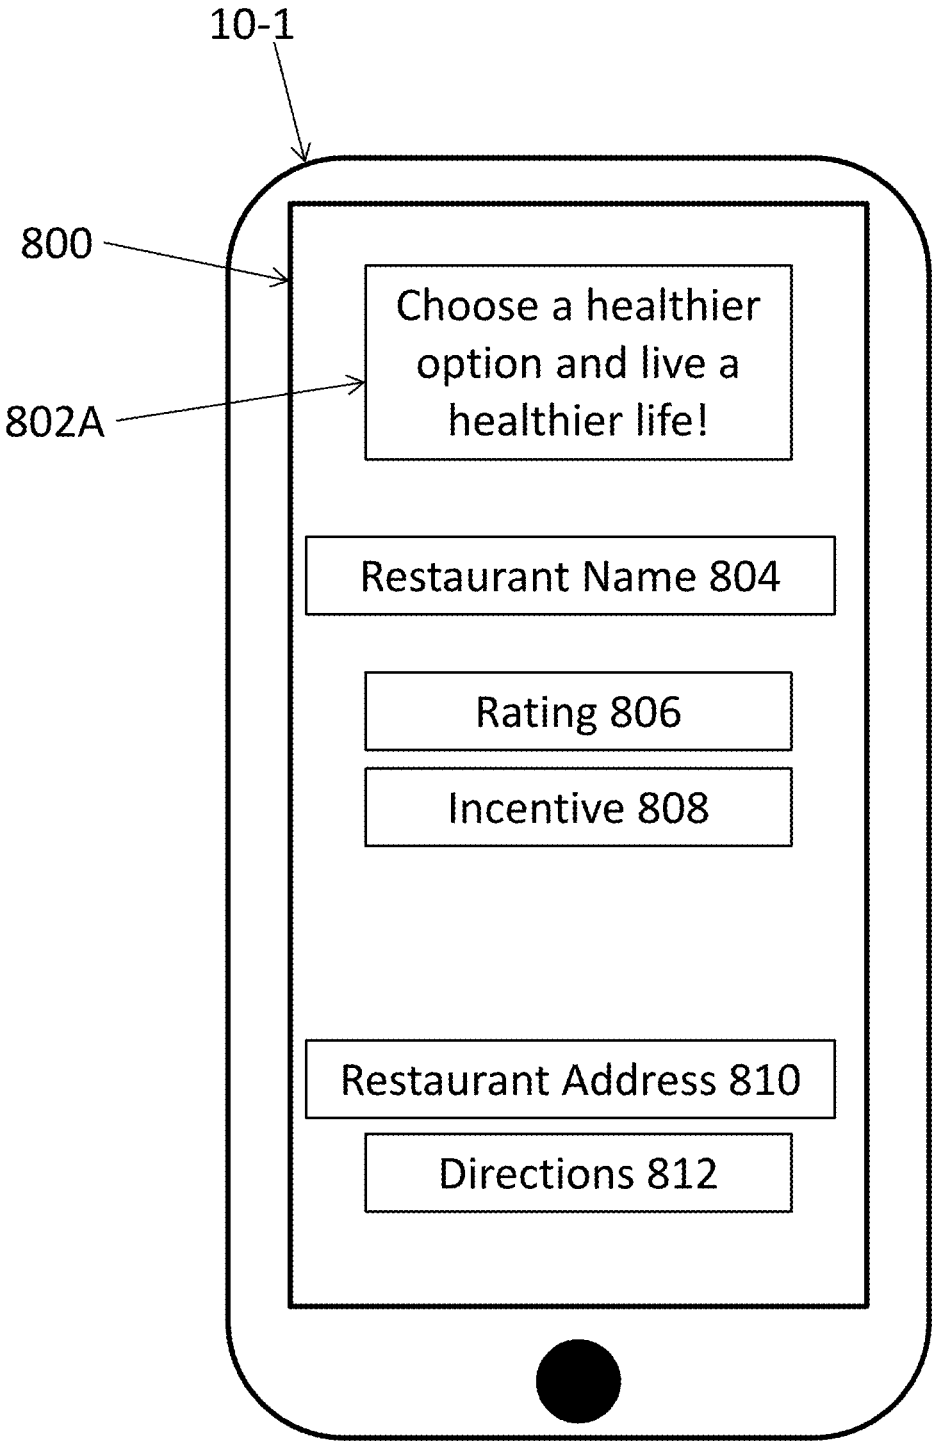 10-1
800
Choose a healthier
option and live a
healthier life!
802A
Restaurant Name 804
Rating 806
Incentive 808
Restaurant Address 810
Directions 812